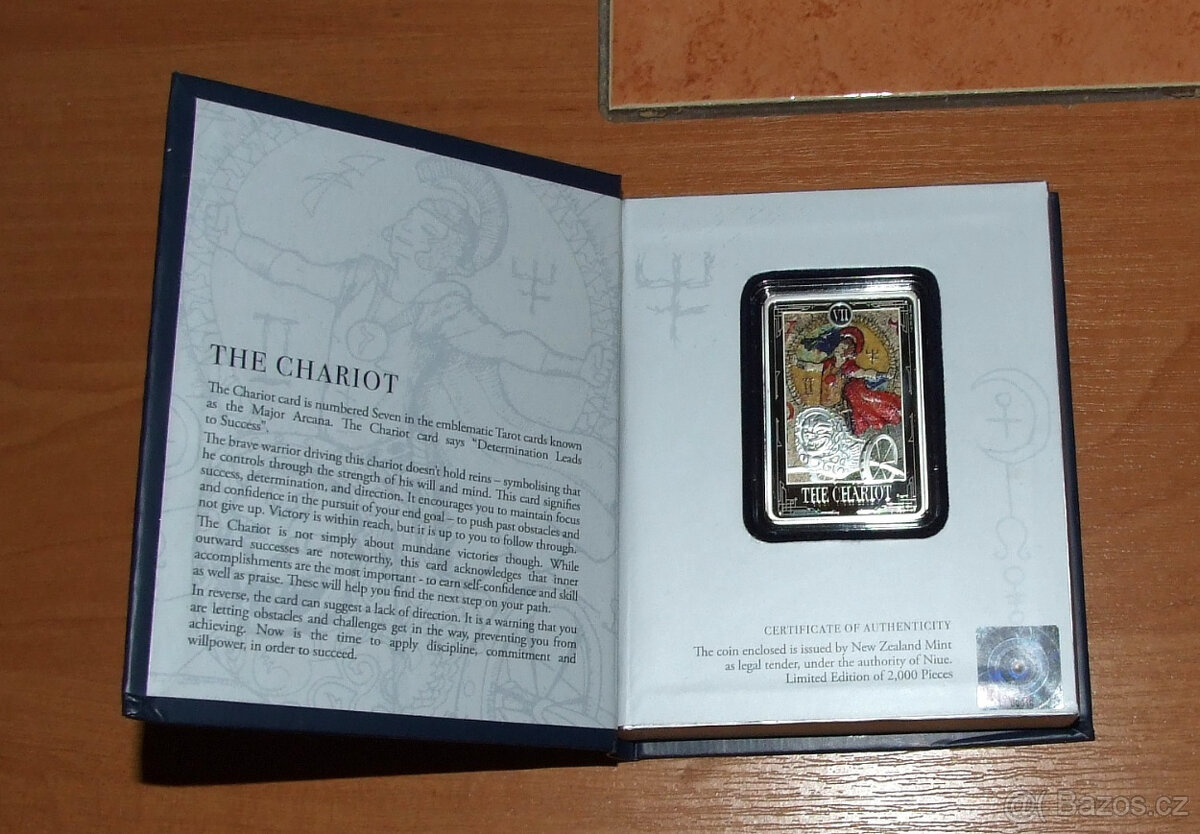 THE CHARIOT
The Chariot card is numbered Seven in the emblematic Tarot cards known
as the Major Arcana. The Chariot card says “Determination Leads
to Success”.
The brave warrior driving this chariot doesn't hold reins – symbolising that
he controls through the strength of his will and mind. This card signifies
success, determination, and direction. It encourages you to maintain focus
and confidence in the pursuit of your end goal – to push past obstacles and
not give up. Victory is within reach, but it is up to you to follow through.
The Chariot is not simply about mundane victories though. While
outward successes are noteworthy, this card acknowledges that inner
accomplishments are the most important - to earn self-confidence and skill
as well as praise. These will help you find the next step on your path.
In reverse, the card can suggest a lack of direction. It is a warning that you
are letting obstacles and challenges get in the way, preventing you from
achieving. Now is the time to apply discipline, commitment and
willpower, in order to succeed.
VII
THE CHARIOT
CERTIFICATE OF AUTHENTICITY
The coin enclosed is issued by New Zealand Mint
as legal tender, under the authority of Niue.
Limited Edition of 2,000 Pieces
Bazos.cz